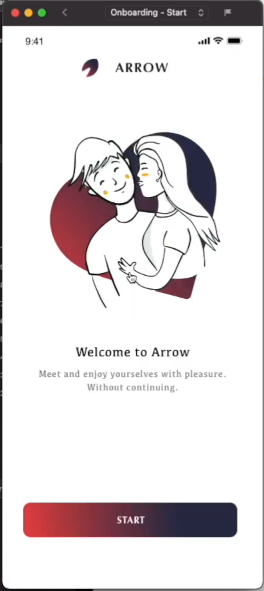 Onboarding - Start
9:41
ARROW
Welcome to Arrow
Meet and enjoy yourselves with pleasure.
Without continuing.
START